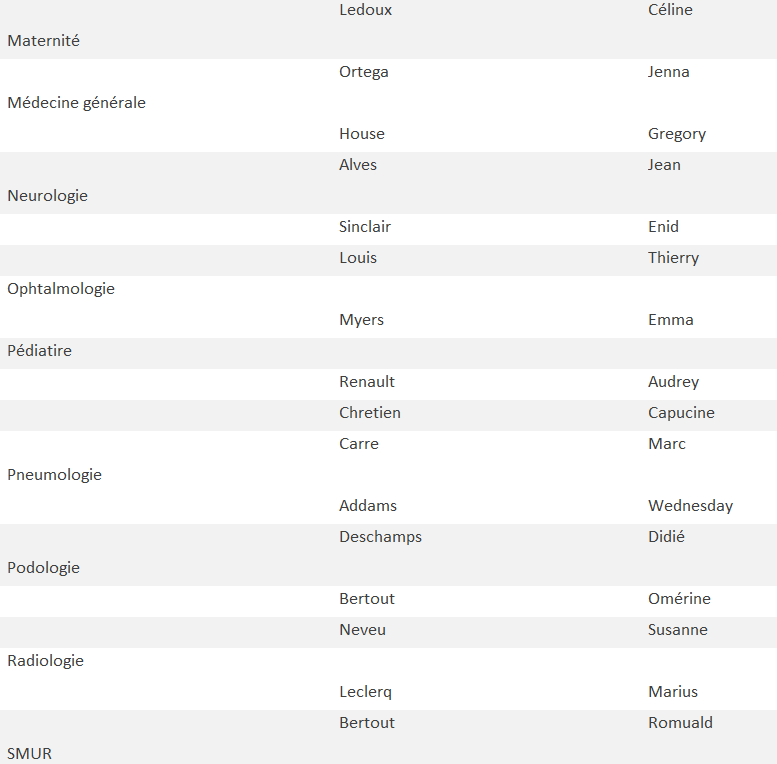 Ledoux Céline
Maternité
Ortega Jenna
Médecine générale
House Gregory
Alves Jean
Neurologie
Sinclair Enid
Louis Thierry
Ophtalmologie
Myers Emma
Pédiatire
Renault Audrey
Chretien Capucine
Carre Marc
Pneumologie
Addams Wednesday
Deschamps Didié
Podologie
Bertout Omérine
Neveu Susanne
Radiologie
Leclerq Marius
Bertout Romuald
SMUR